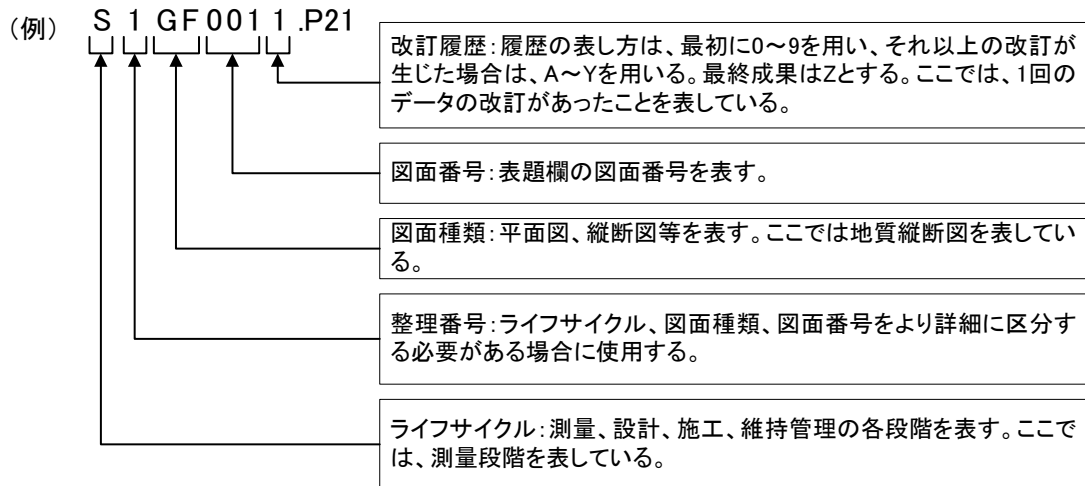 (例) S 1 GF 001 1 .P21
改訂履歴:履歴の表し方は、最初に0～9を用い、それ以上の改訂が
生じた場合は、A～Yを用いる。最終成果はZとする。ここでは、1回の
データの改訂があったことを表している。
図面番号:表題欄の図面番号を表す。
図面種類:平面図、縦断図等を表す。ここでは地質縦断図を表してい
る。
整理番号:ライフサイクル、図面種類、図面番号をより詳細に区分す
る必要がある場合に使用する。
ライフサイクル:測量、設計、施工、維持管理の各段階を表す。ここで
は、測量段階を表している。